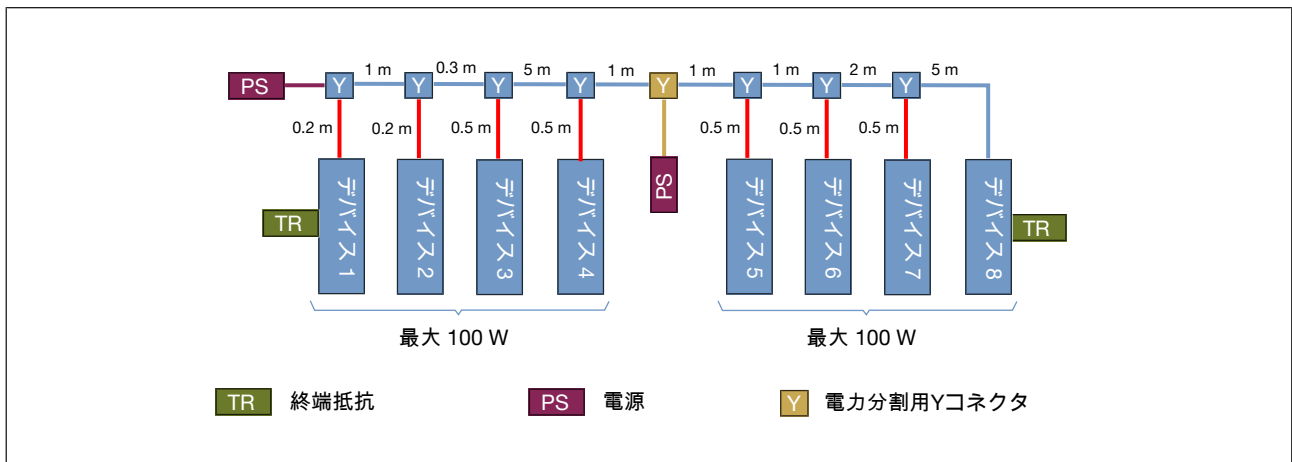 1 m
0.3 m
5 m
1 m
1 m
1 m
2 m
5 m
PS
Y
Y
Y
Y
Y
Y
Y
Y
0.2 m
0.2 m
0.5 m
0.5 m
0.5 m
0.5 m
0.5 m
PS
デバイス 1
デバイス 2
デバイス 3
デバイス 4
デバイス 5
デバイス 6
デバイス 7
デバイス 8
TR
TR
最大 100 W
最大 100 W
TR 終端抵抗
PS 電源
Y 電力分割用Yコネクタ